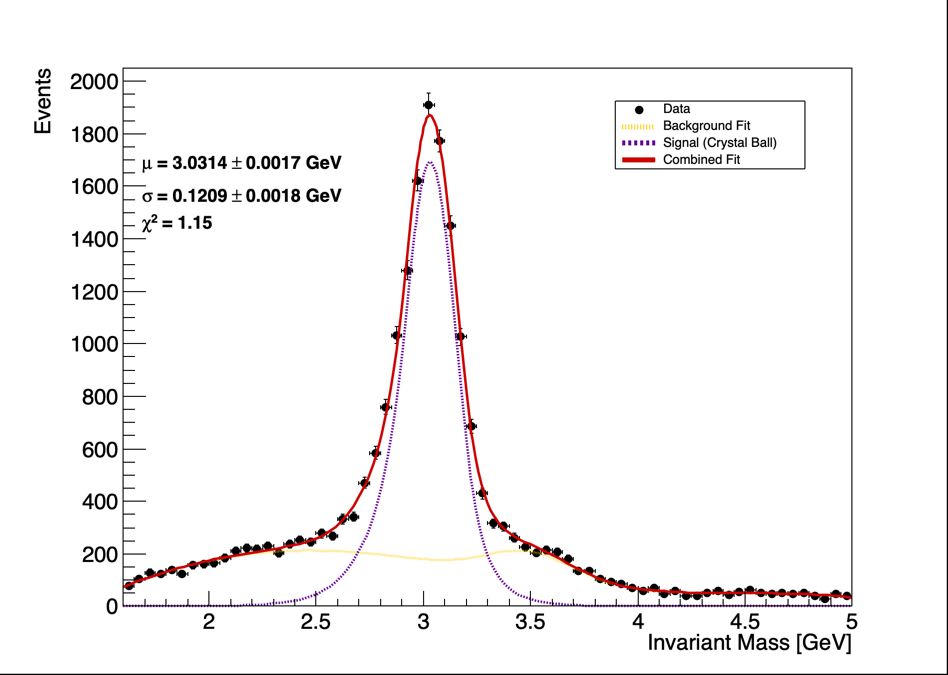 Events
2000
1800
1600
1400
1200
1000
800
600
400
200
0
μ = 3.0314 ± 0.0017 GeV
σ = 0.1209 ± 0.0018 GeV
χ² = 1.15
Data
Background Fit
Signal (Crystal Ball)
Combined Fit
2 2.5 3 3.5 4 4.5 5
Invariant Mass [GeV]